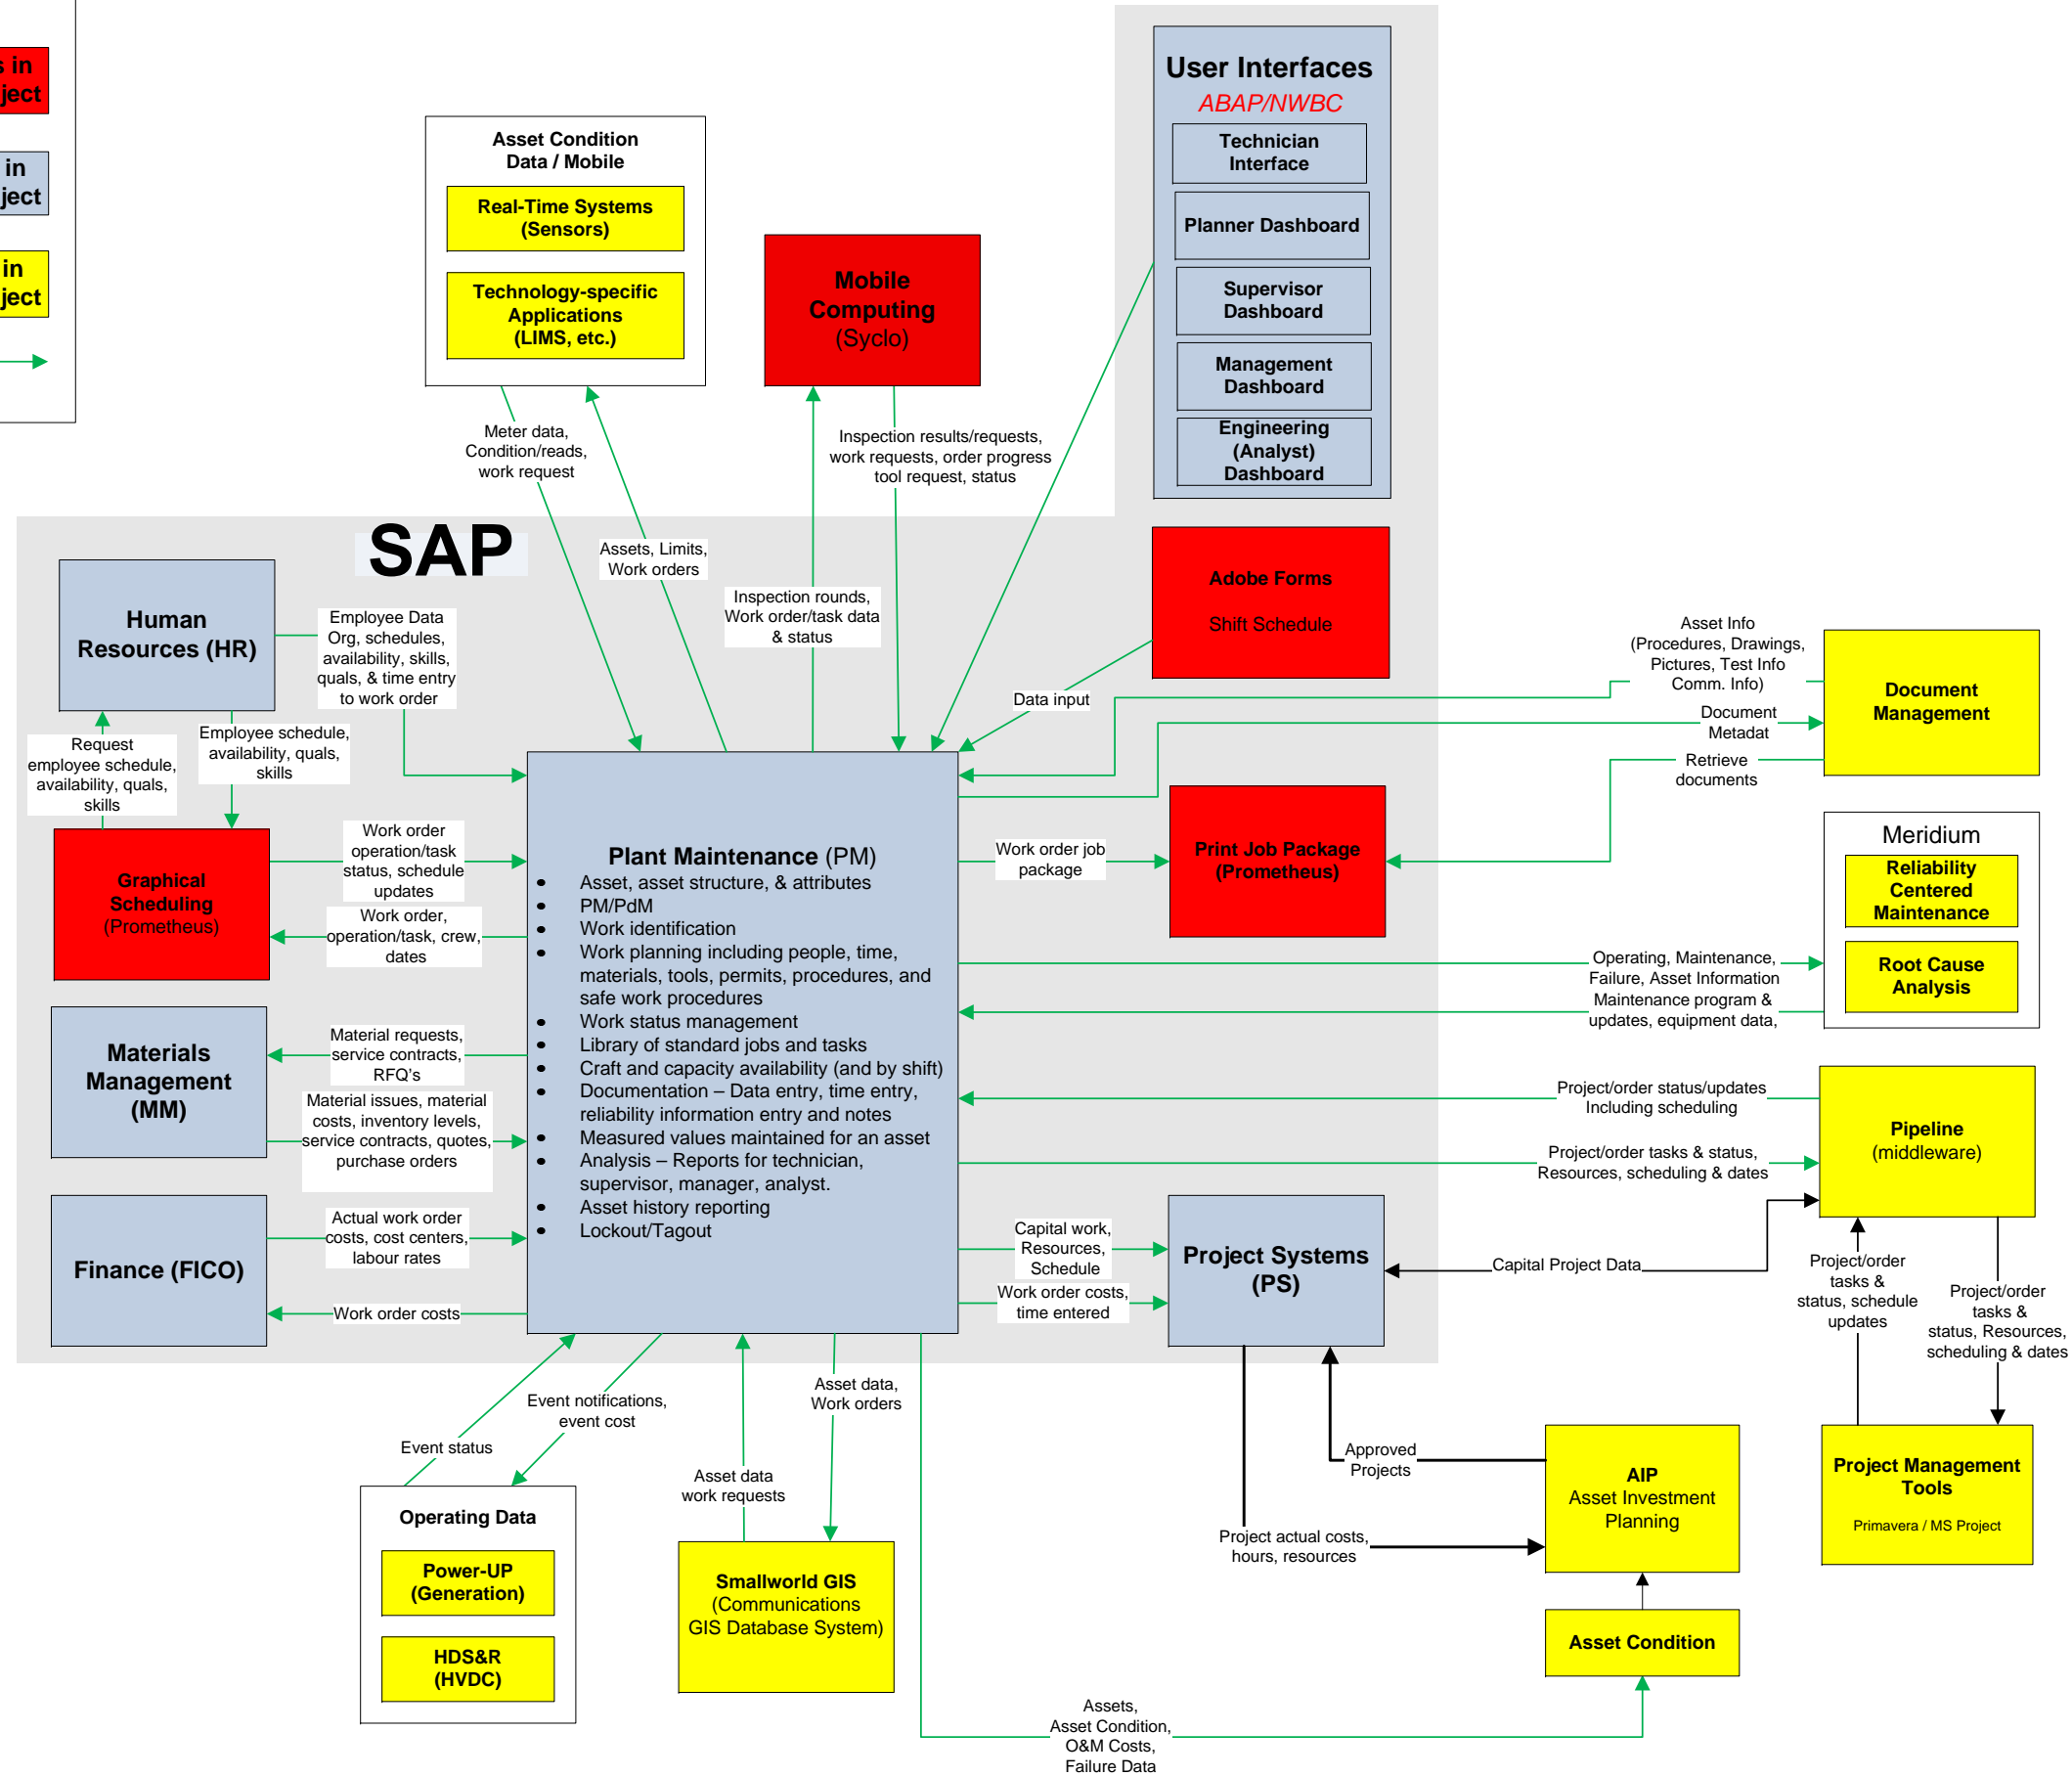 s in
ject
in
ject
in
ject
User Interfaces
ABAP/NWBC
Technician
Interface
Planner Dashboard
Supervisor
Dashboard
Management
Dashboard
Engineering
(Analyst)
Dashboard
Asset Condition
Data / Mobile
Real-Time Systems
(Sensors)
Technology-specific
Applications
(LIMS, etc.)
Mobile
Computing
(Syclo)
Meter data,
Condition/reads,
work request
Inspection results/requests,
work requests, order progress
tool request, status
SAP
Assets, Limits,
Work orders
Inspection rounds,
Work order/task data
& status
Adobe Forms
Shift Schedule
Data input
Human
Resources (HR)
Employee Data
Org, schedules,
availability, skills,
quals, & time entry
to work order
Request
employee schedule,
availability, quals,
skills
Employee schedule,
availability, quals,
skills
Asset Info
(Procedures, Drawings,
Pictures, Test Info
Comm. Info)
Document
Metadat
Retrieve
documents
Document
Management
Graphical
Scheduling
(Prometheus)
Work order
operation/task
status, schedule
updates
Work order,
operation/task, crew,
dates
Plant Maintenance (PM)
• Asset, asset structure, & attributes
• PM/PdM
• Work identification
• Work planning including people, time,
materials, tools, permits, procedures, and
safe work procedures
• Work status management
• Library of standard jobs and tasks
• Craft and capacity availability (and by shift)
• Documentation – Data entry, time entry,
reliability information entry and notes
• Measured values maintained for an asset
• Analysis – Reports for technician,
supervisor, manager, analyst.
• Asset history reporting
• Lockout/Tagout
Work order job
package
Print Job Package
(Prometheus)
Meridium
Reliability
Centered
Maintenance
Root Cause
Analysis
Operating, Maintenance,
Failure, Asset Information
Maintenance program &
updates, equipment data,
Materials
Management
(MM)
Material requests,
service contracts,
RFQ's
Material issues, material
costs, inventory levels,
service contracts, quotes,
purchase orders
Project/order status/updates
Including scheduling
Project/order tasks & status,
Resources, scheduling & dates
Pipeline
(middleware)
Finance (FICO)
Actual work order
costs, cost centers,
labour rates
Work order costs
Capital work,
Resources,
Schedule
Work order costs,
time entered
Project Systems
(PS)
Capital Project Data
Project/order
tasks &
status, schedule
updates
Project/order
tasks &
status, Resources,
scheduling & dates
Event status
Event notifications,
event cost
Asset data
work requests
Asset data,
Work orders
Approved
Projects
Project actual costs,
hours, resources
AIP
Asset Investment
Planning
Project Management
Tools
Primavera / MS Project
Operating Data
Power-UP
(Generation)
HDS&R
(HVDC)
Smallworld GIS
(Communications
GIS Database System)
Asset Condition
Assets,
Asset Condition,
O&M Costs,
Failure Data